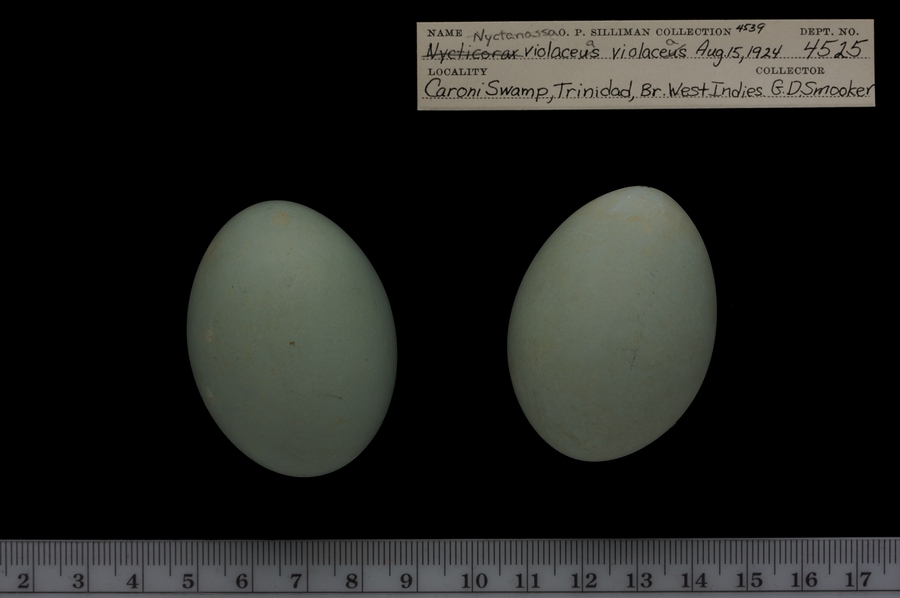 NAME Nyctanassa O. P. SILLIMAN COLLECTION 4539 DEPT. NO.
Nycticorax violaceus a violaceus a Aug. 15, 1924 4525
LOCALITY COLLECTOR
Caroni Swamp, Trinidad, Br. West Indies G. D. Smooker
2 3 4 5 6 7 8 9 10 11 12 13 14 15 16 17